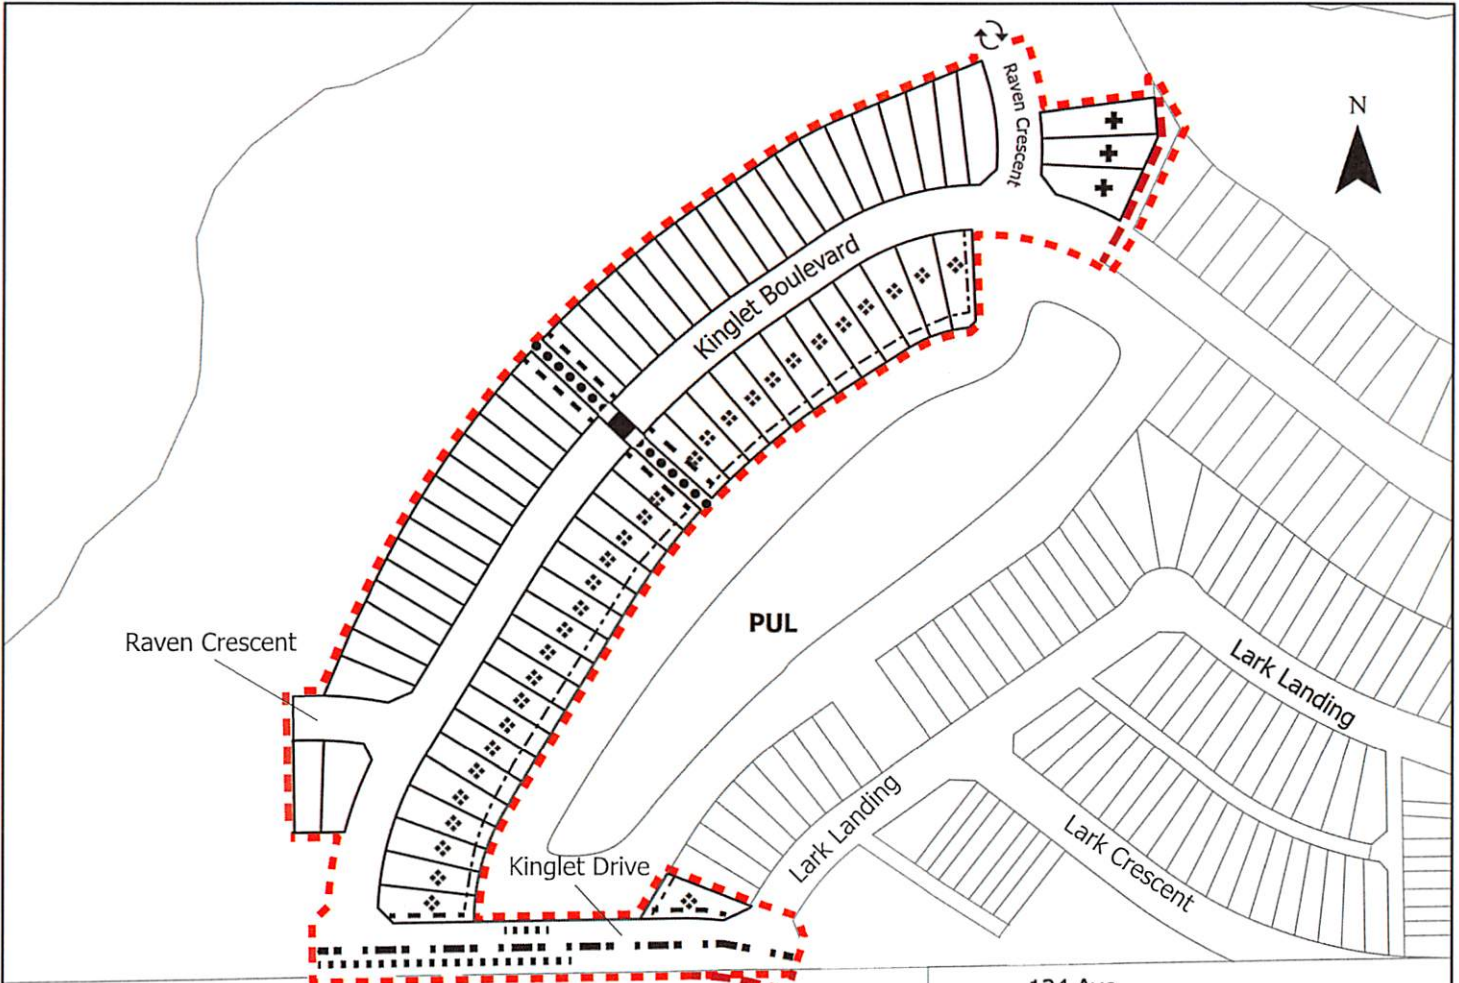 Raven Crescent
N
Kinglet Boulevard
Raven Crescent
PUL
Lark Landing
Kinglet Drive
Lark Landing
Lark Crescent